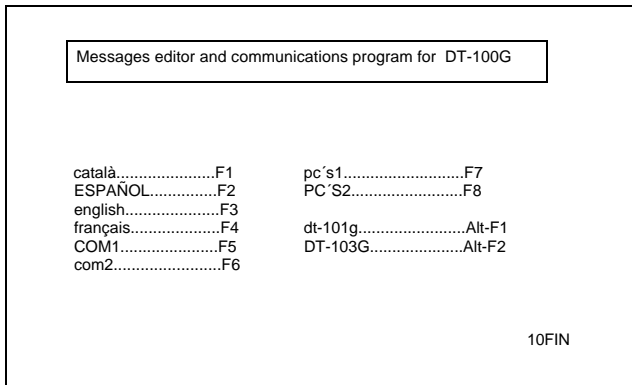 Messages editor and communications program for DT-100G
català......................F1
ESPAÑOL...............F2
english.....................F3
français....................F4
COM1......................F5
com2........................F6
pc´s1...........................F7
PC´S2.........................F8
dt-101g........................Alt-F1
DT-103G.....................Alt-F2
10FIN